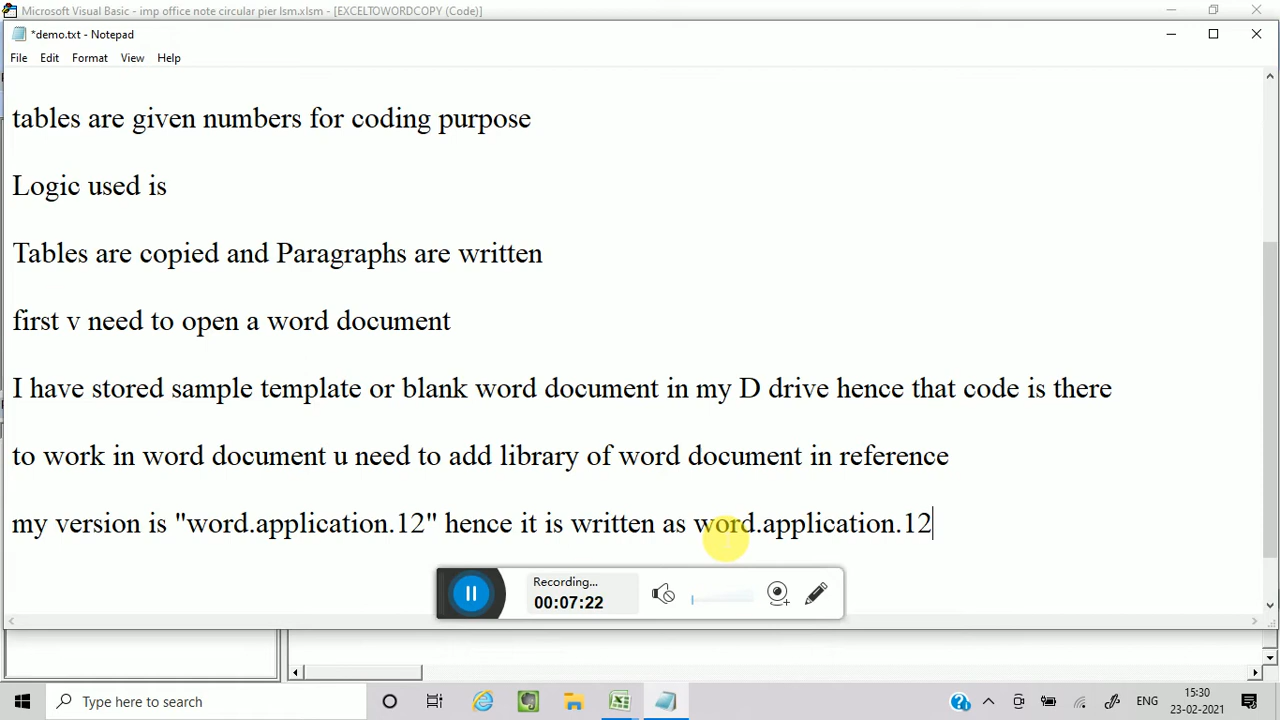 Microsoft Visual Basic - imp office note circular pier lsm.xlsm - [EXCELTOWORDCOPY (Code)]
*demo.txt - Notepad
File Edit Format View Help
tables are given numbers for coding purpose
Logic used is
Tables are copied and Paragraphs are written
first v need to open a word document
I have stored sample template or blank word document in my D drive hence that code is there
to work in word document u need to add library of word document in reference
my version is "word.application.12" hence it is written as word.application.12
Recording...
00:07:22
Type here to search
ENG
15:30
23-02-2021